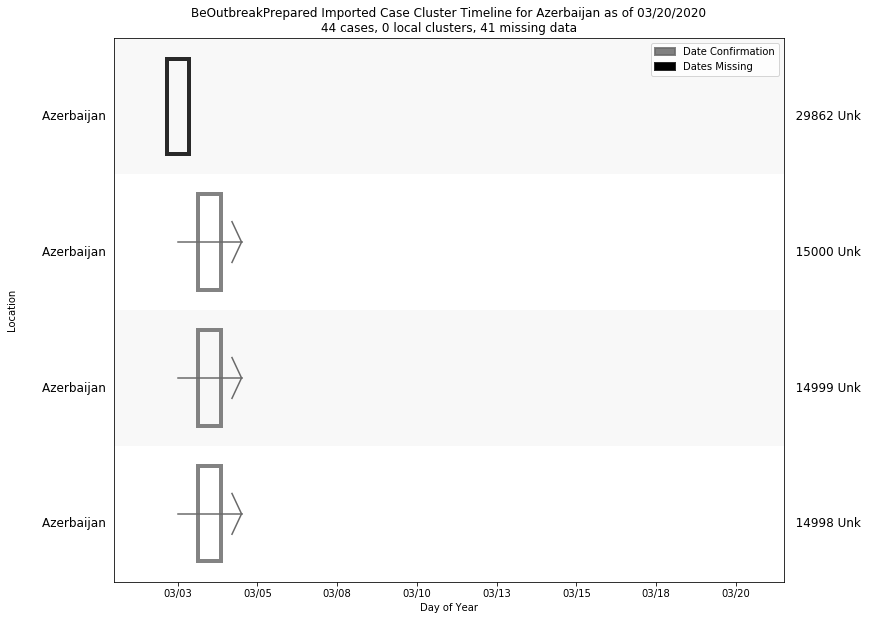 BeOutbreakPrepared Imported Case Cluster Timeline for Azerbaijan as of 03/20/2020
44 cases, 0 local clusters, 41 missing data
Date Confirmation
Dates Missing
Azerbaijan
29862 Unk
Azerbaijan
15000 Unk
Location
Azerbaijan
14999 Unk
Azerbaijan
14998 Unk
03/03 03/05 03/08 03/10 03/13 03/15 03/18 03/20
Day of Year